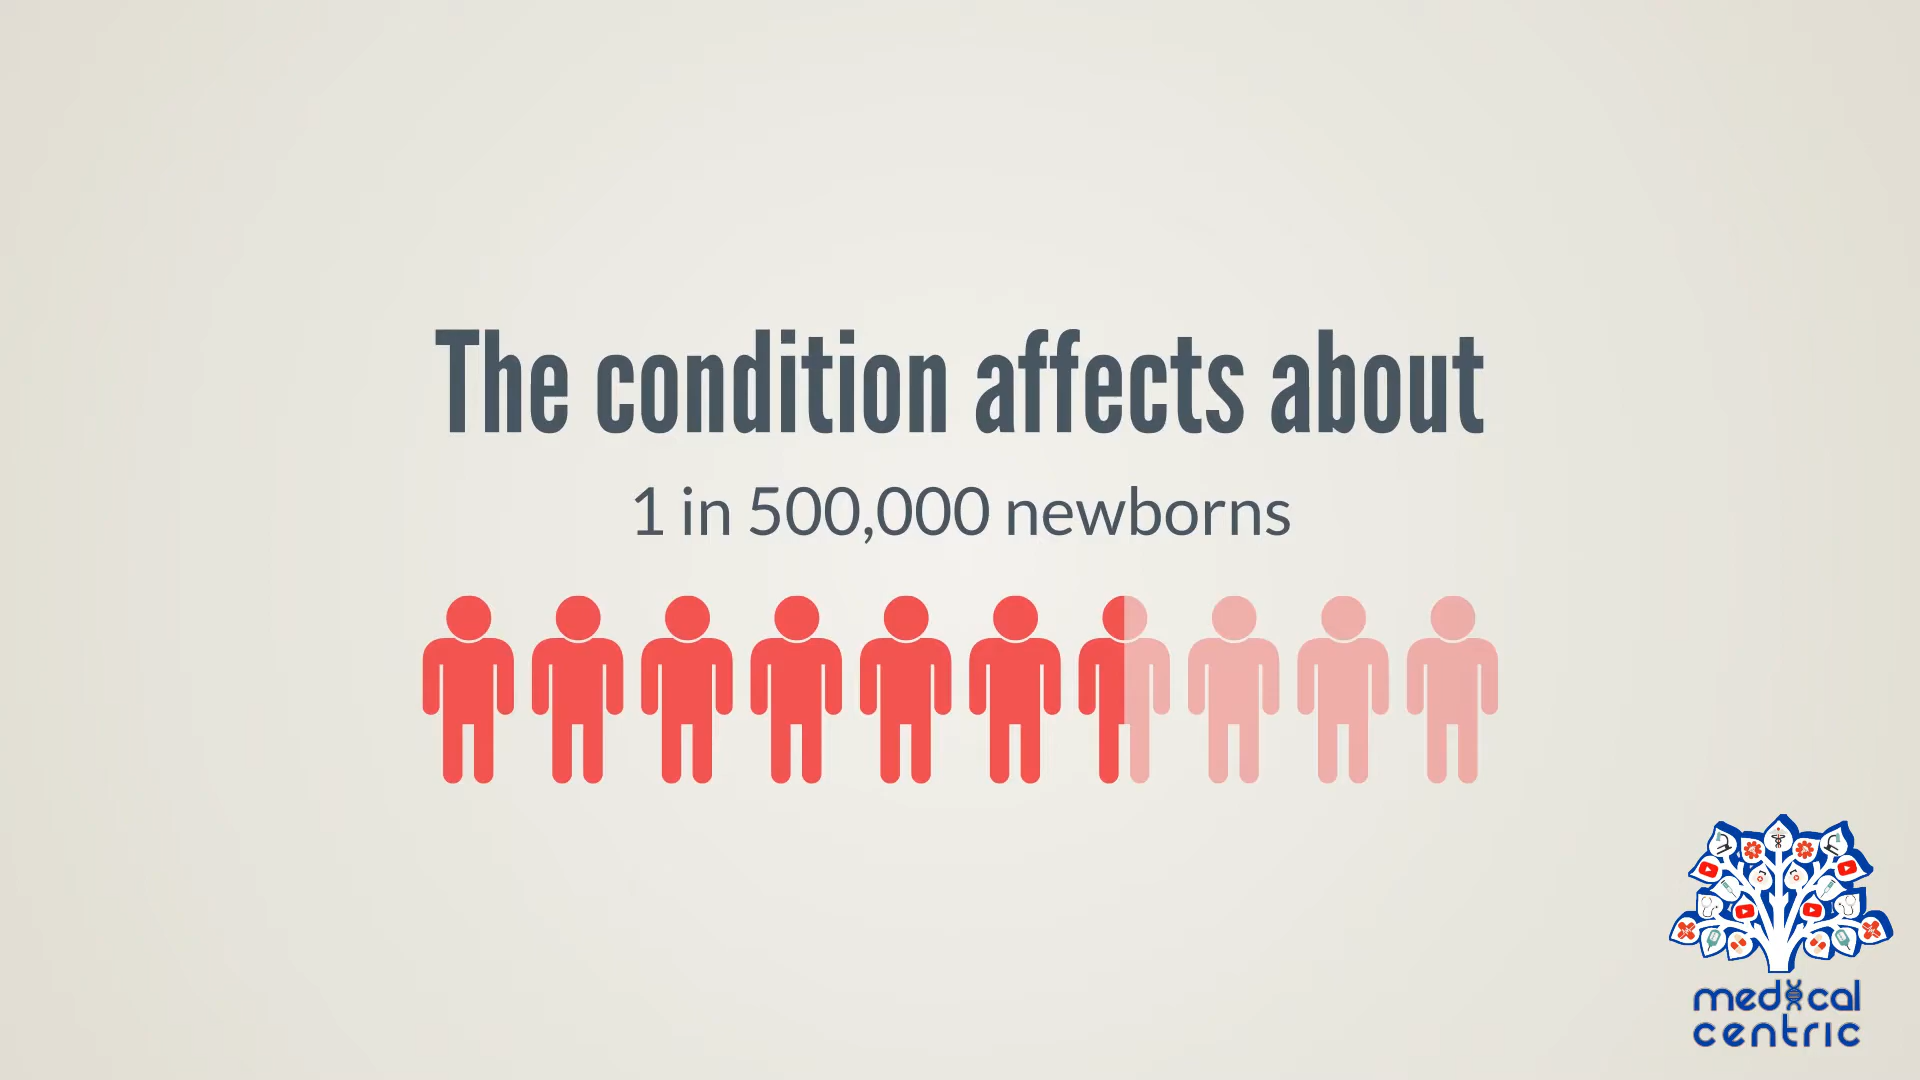 The condition affects about
1 in 500,000 newborns
medical
centric